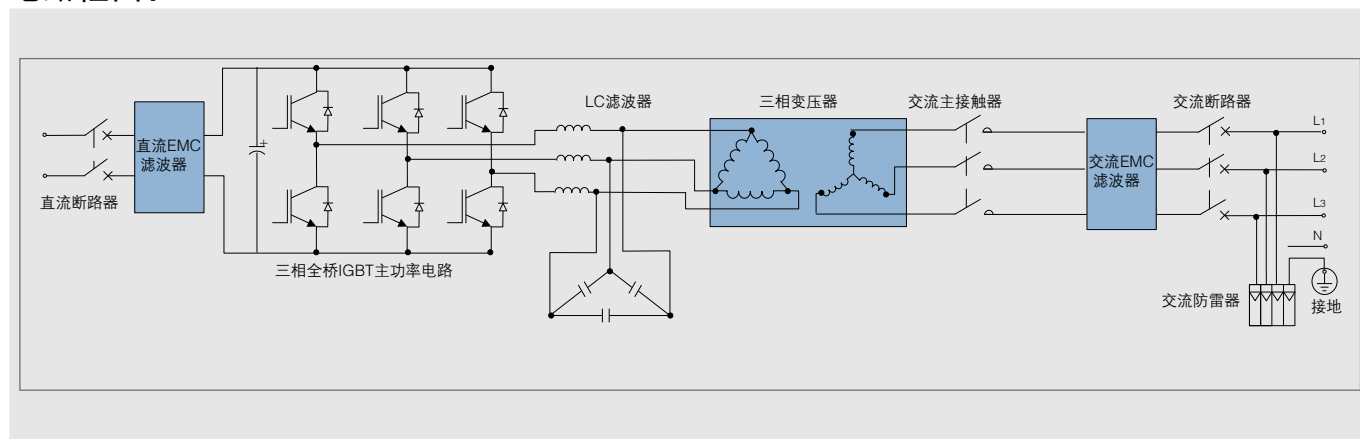 LC滤波器
三相变压器
交流主接触器
交流断路器
L1
直流EMC
滤波器
交流EMC
滤波器
L2
直流断路器
L3
N
三相全桥IGBT主功率电路
交流防雷器
接地